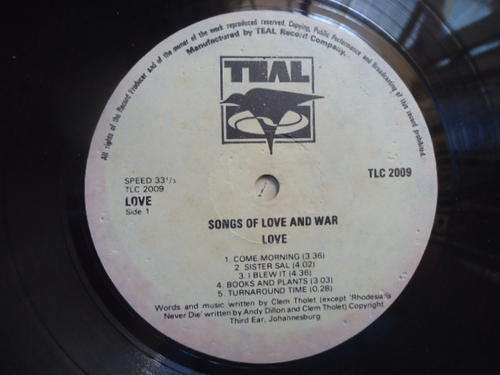 All rights of the Record Producer and of the owner of the work reproduced reserved. Copying, Public Performance and Broadcasting of this record prohibited.
Manufactured by TEAL Record Company.
TEAL
SPEED 33⅓
TLC 2009
LOVE
Side 1
TLC 2009
SONGS OF LOVE AND WAR
LOVE
1. COME MORNING (3.36)
2. SISTER SAL (4.02)
3. I BLEW IT (4.36)
4. BOOKS AND PLANTS (3.03)
5. TURNAROUND TIME (0.28)
Words and music written by Clem Tholet (except 'Rhodesians
Never Die' written by Andy Dillon and Clem Tholet) Copyright
Third Ear, Johannesburg